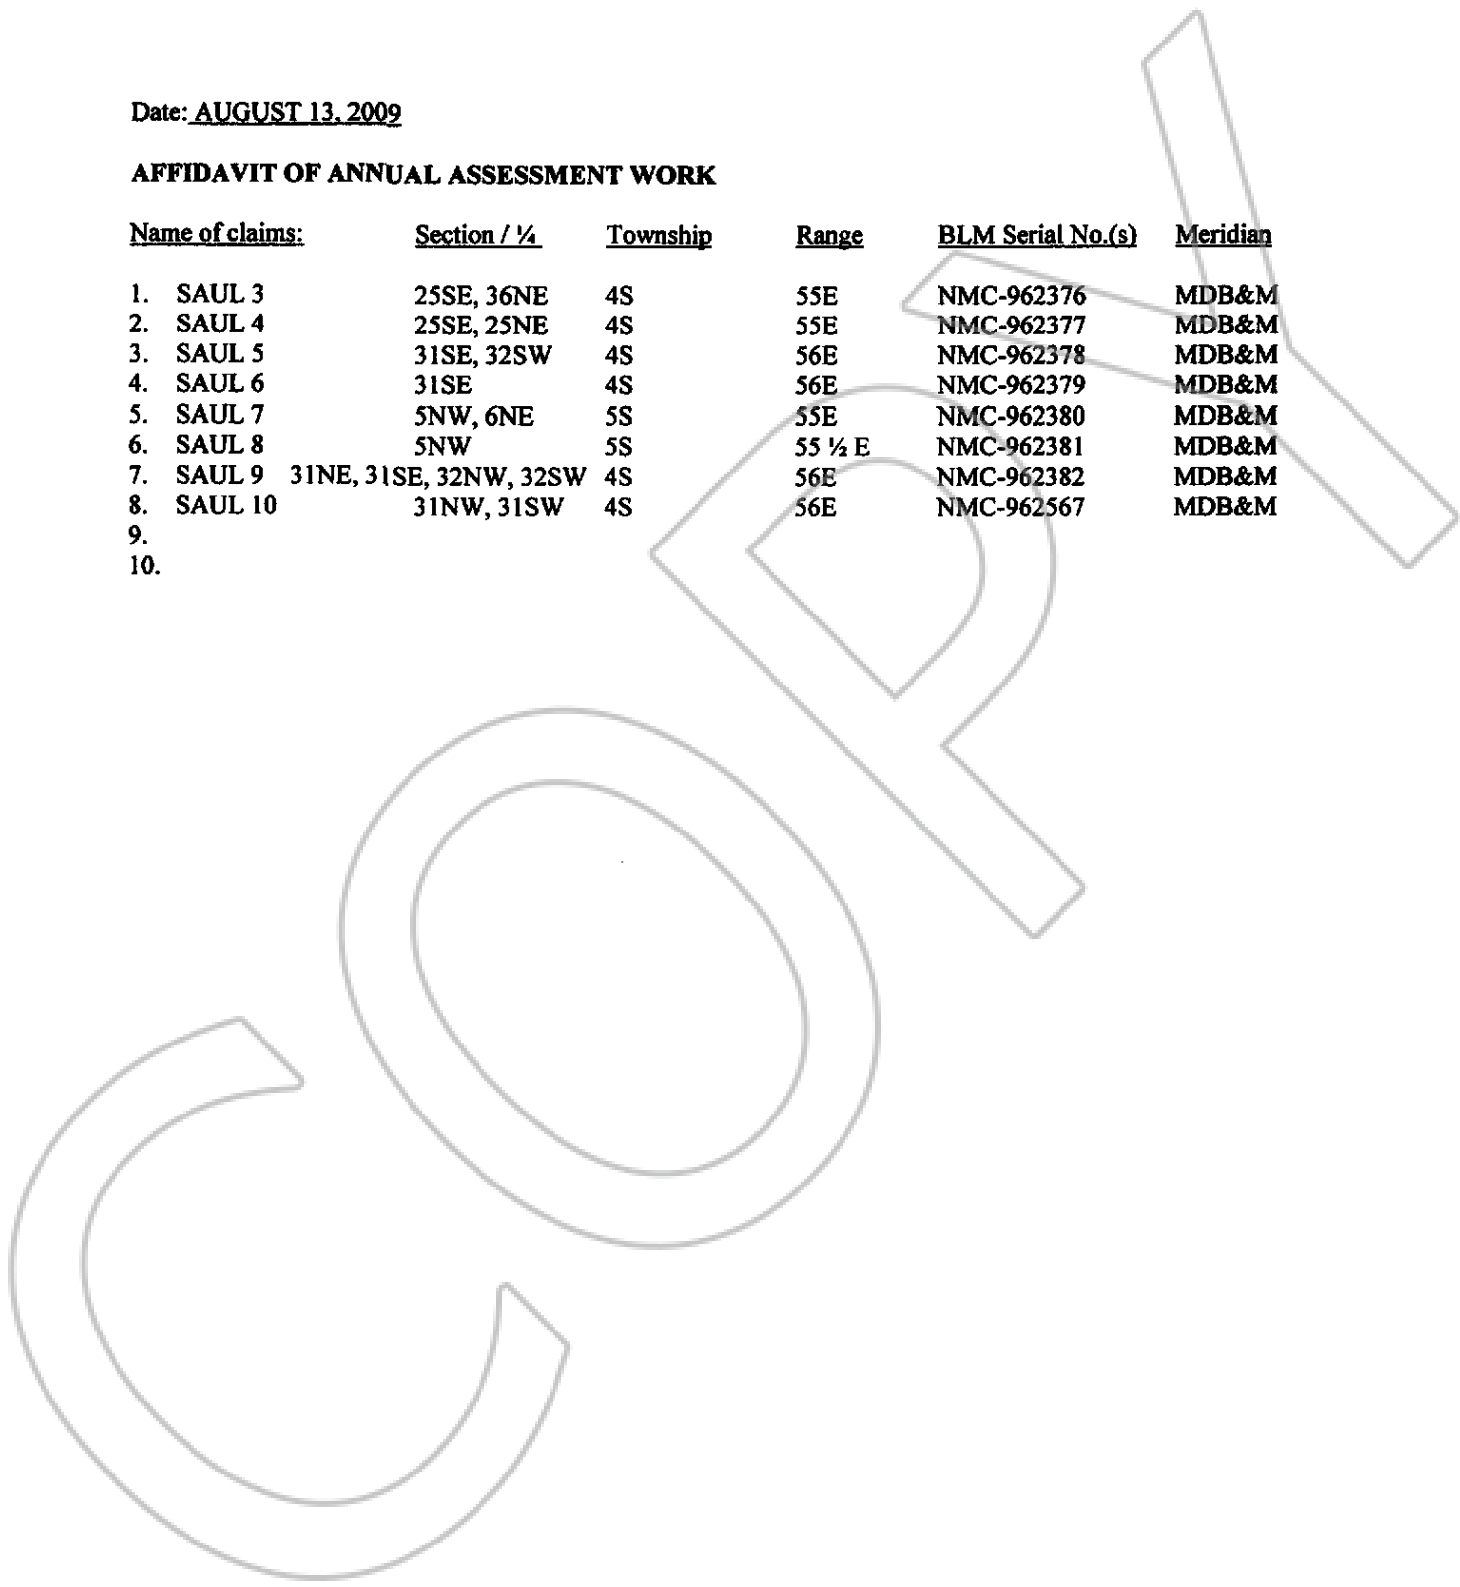 Date: AUGUST 13, 2009
AFFIDAVIT OF ANNUAL ASSESSMENT WORK
Name of claims: Section / ¼ Township Range BLM Serial No.(s) Meridian
1. SAUL 3 25SE, 36NE 4S 55E NMC-962376 MDB&M
2. SAUL 4 25SE, 25NE 4S 55E NMC-962377 MDB&M
3. SAUL 5 31SE, 32SW 4S 56E NMC-962378 MDB&M
4. SAUL 6 31SE 4S 56E NMC-962379 MDB&M
5. SAUL 7 5NW, 6NE 5S 55E NMC-962380 MDB&M
6. SAUL 8 5NW 5S 55 ½ E NMC-962381 MDB&M
7. SAUL 9 31NE, 31SE, 32NW, 32SW 4S 56E NMC-962382 MDB&M
8. SAUL 10 31NW, 31SW 4S 56E NMC-962567 MDB&M
9.
10.
COPY